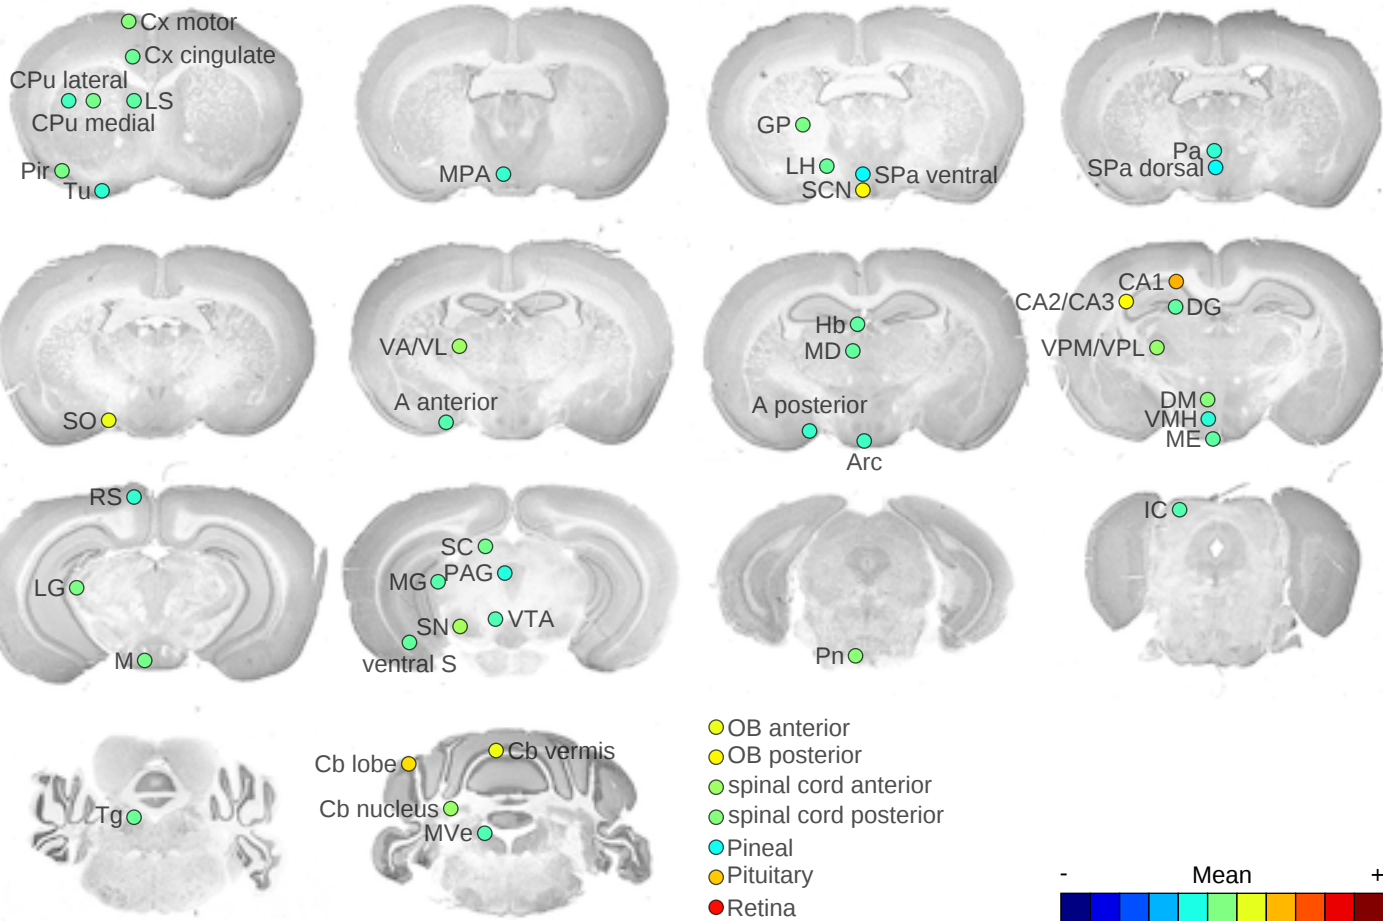 Cx motor
Cx cingulate
CPu lateral
LS
CPu medial
Pir
Tu
MPA
GP
LH
SPa ventral
SCN
Pa
SPa dorsal
SO
VA/VL
A anterior
Hb
MD
A posterior
Arc
CA1
CA2/CA3
DG
VPM/VPL
DM
VMH
ME
RS
LG
M
SC
PAG
MG
VTA
SN
ventral S
Pn
IC
Tg
Cb lobe
Cb vermis
Cb nucleus
MVe
OB anterior
OB posterior
spinal cord anterior
spinal cord posterior
Pineal
Pituitary
Retina
- Mean +